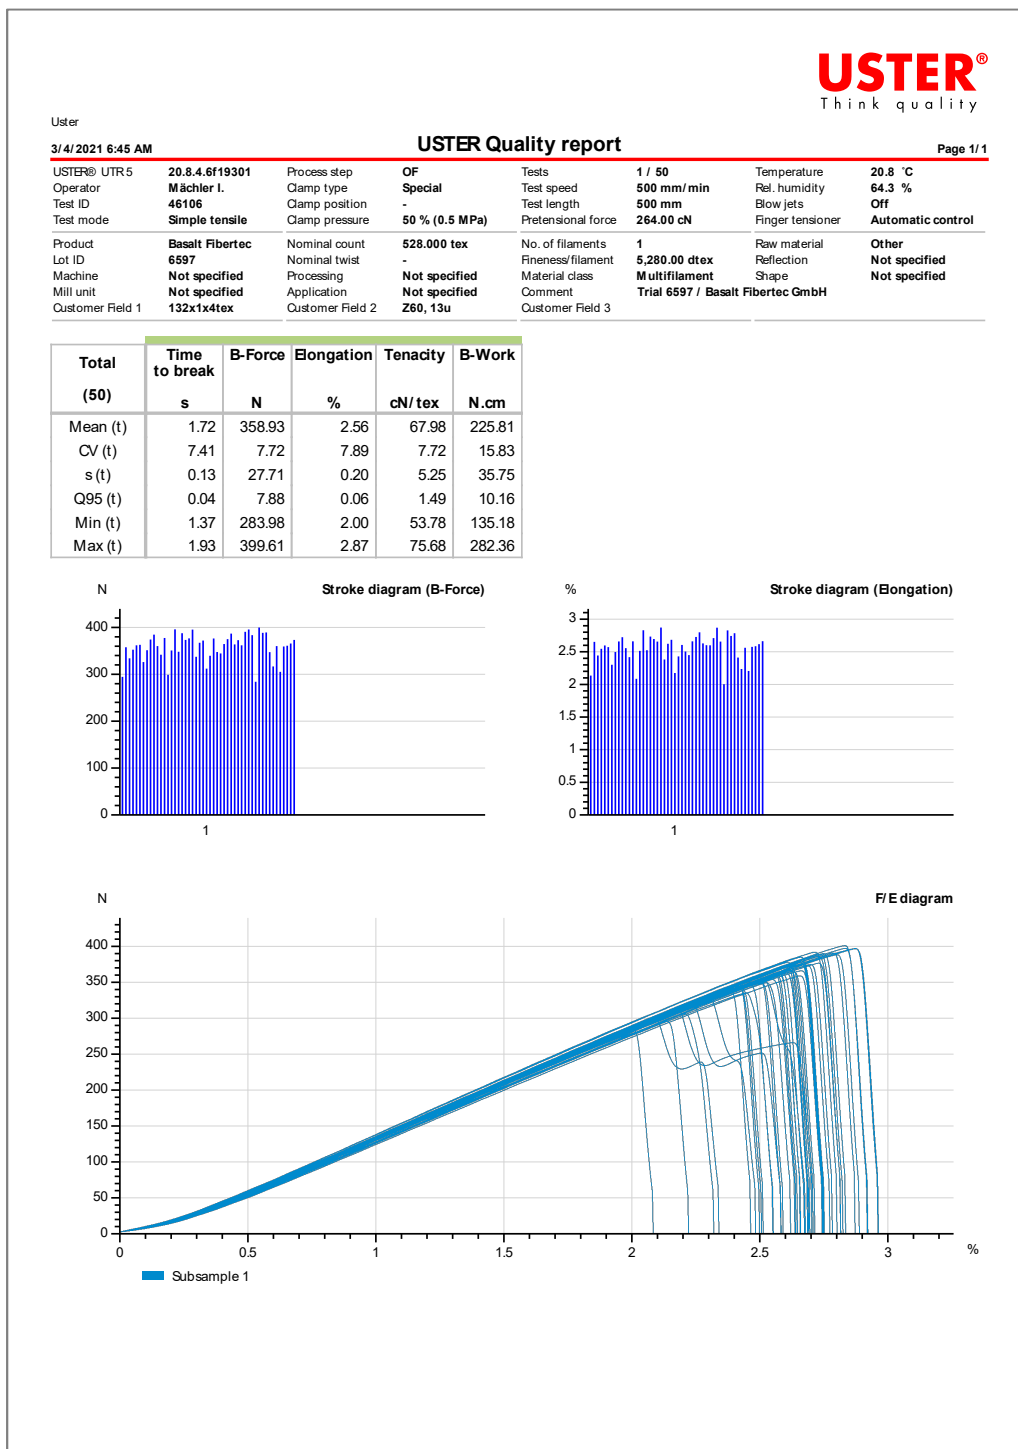 USTER®
Think quality
Uster
3/4/2021 6:45 AM USTER Quality report Page 1/1
USTER® UTR 5 20.8.4.6f19301 Process step OF Tests 1 / 50 Temperature 20.8 °C
Operator Mächler I. Clamp type Special Test speed 500 mm/min Rel. humidity 64.3 %
Test ID 46106 Clamp position - Test length 500 mm Blow jets Off
Test mode Simple tensile Clamp pressure 50 % (0.5 MPa) Pretensional force 264.00 cN Finger tensioner Automatic control
Product Basalt Fibertec Nominal count 528.000 tex No. of filaments 1 Raw material Other
Lot ID 6597 Nominal twist - Fineness/filament 5,280.00 dtex Reflection Not specified
Machine Not specified Processing Not specified Material class Multifilament Shape Not specified
Mill unit Not specified Application Not specified Comment Trial 6597 / Basalt Fibertec GmbH
Customer Field 1 132x1x4tex Customer Field 2 Z60, 13u Customer Field 3
Total Time B-Force Elongation Tenacity B-Work
to break
(50) s N % cN/tex N.cm
Mean (t) 1.72 358.93 2.56 67.98 225.81
CV (t) 7.41 7.72 7.89 7.72 15.83
s (t) 0.13 27.71 0.20 5.25 35.75
Q95 (t) 0.04 7.88 0.06 1.49 10.16
Min (t) 1.37 283.98 2.00 53.78 135.18
Max (t) 1.93 399.61 2.87 75.68 282.36
N Stroke diagram (B-Force)
400
300
200
100
0
1
% Stroke diagram (Elongation)
3
2.5
2
1.5
1
0.5
0
1
N F/E diagram
400
350
300
250
200
150
100
50
0
0 0.5 1 1.5 2 2.5 3 %
Subsample 1